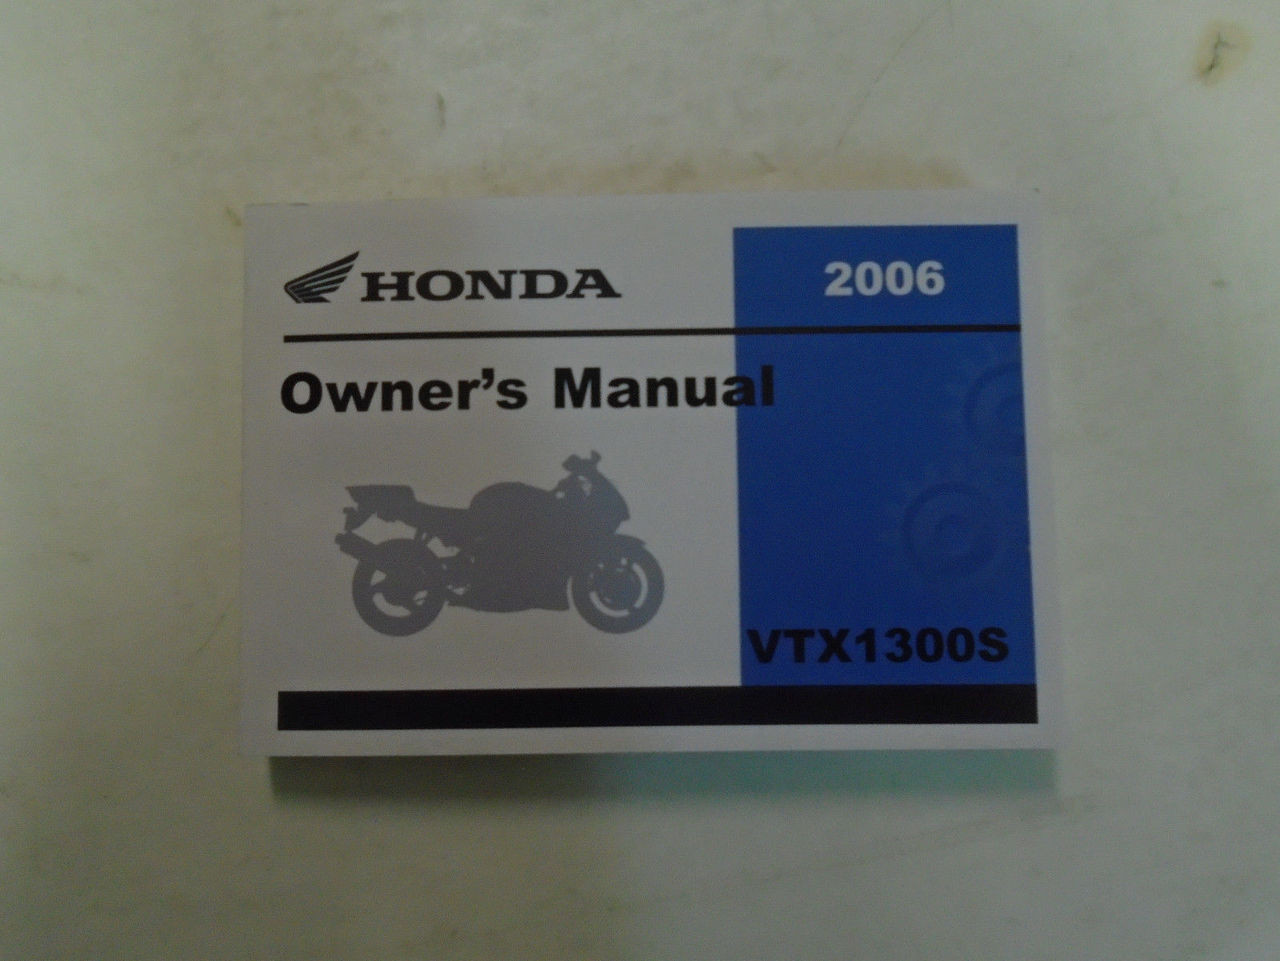 HONDA
2006
Owner's Manual
VTX1300S